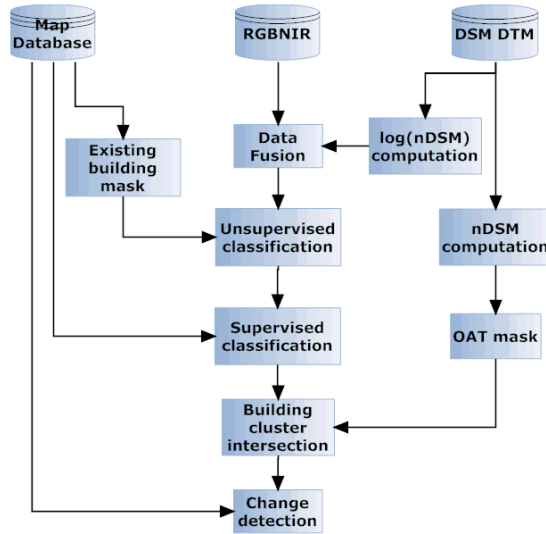 Map
Database
RGBNIR
DSM DTM
Existing
building
mask
Data
Fusion
log(nDSM)
computation
Unsupervised
classification
nDSM
computation
Supervised
classification
OAT mask
Building
cluster
intersection
Change
detection